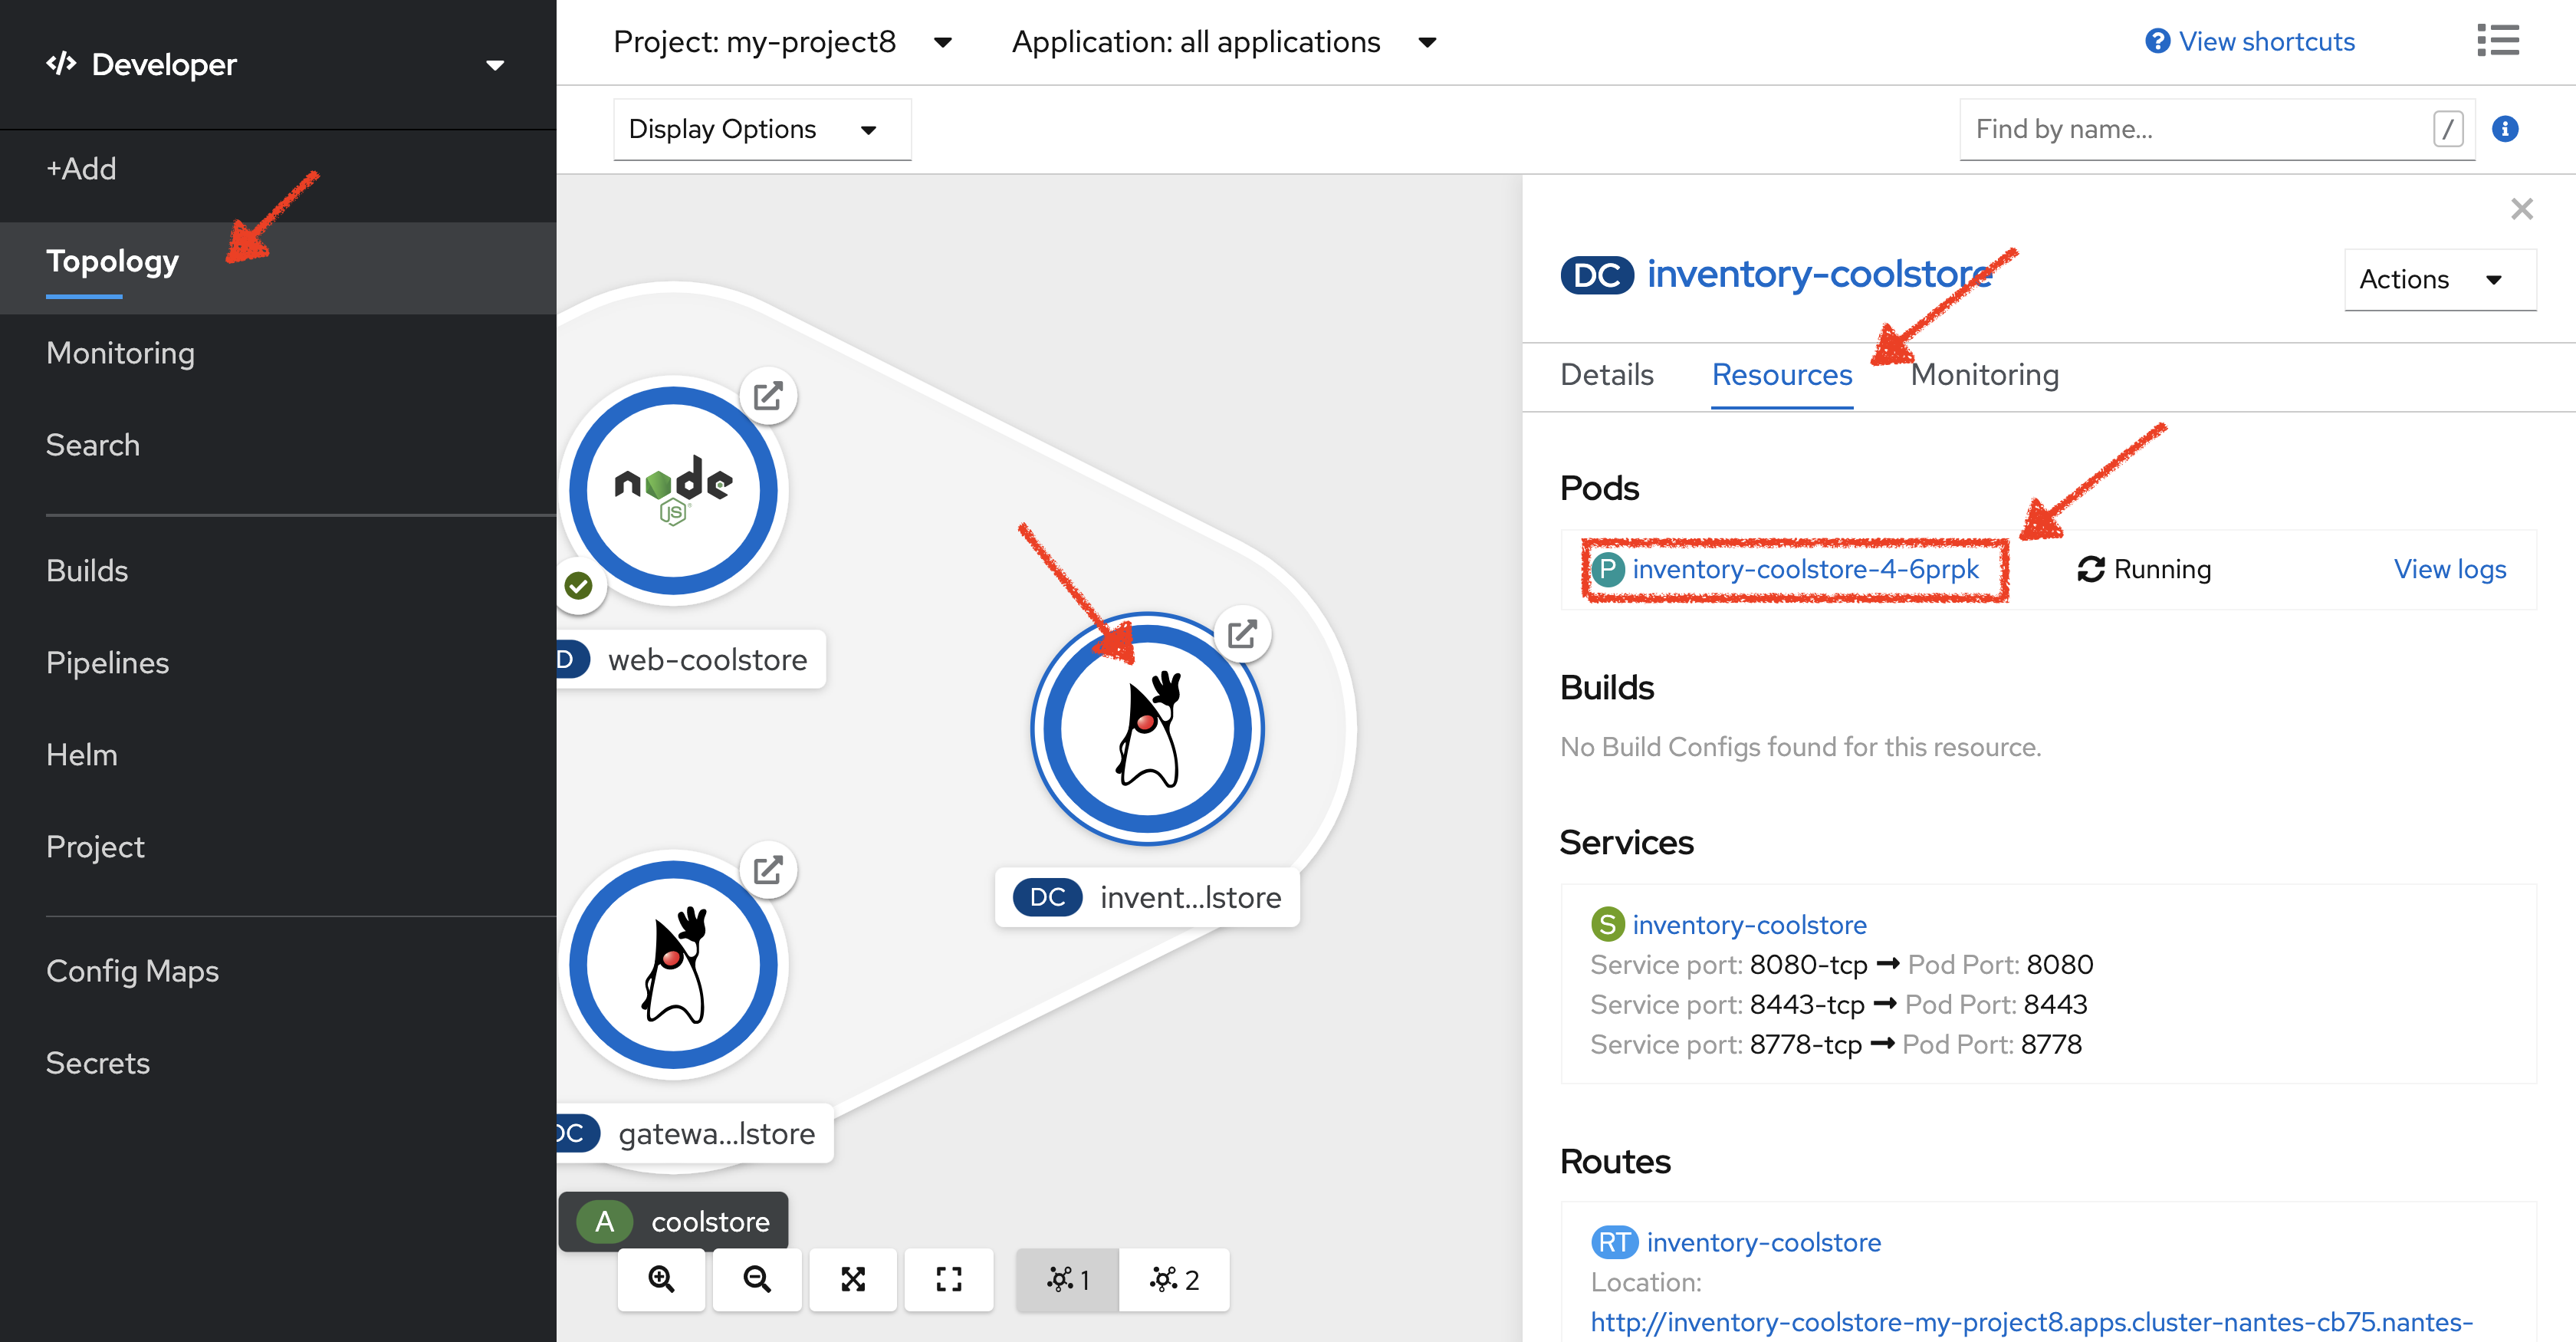 Developer
+Add
Topology
Monitoring
Search
Builds
Pipelines
Helm
Project
Config Maps
Secrets
Project: my-project8
Application: all applications
View shortcuts
Display Options
Find by name...
/
node
JS
D web-coolstore
DC invent...lstore
DC gatewa...lstore
A coolstore
1
2
DC inventory-coolstore
Actions
Details
Resources
Monitoring
Pods
P inventory-coolstore-4-6prpk
Running
View logs
Builds
No Build Configs found for this resource.
Services
S inventory-coolstore
Service port: 8080-tcp → Pod Port: 8080
Service port: 8443-tcp → Pod Port: 8443
Service port: 8778-tcp → Pod Port: 8778
Routes
RT inventory-coolstore
Location:
http://inventory-coolstore-my-project8.apps.cluster-nantes-cb75.nantes-